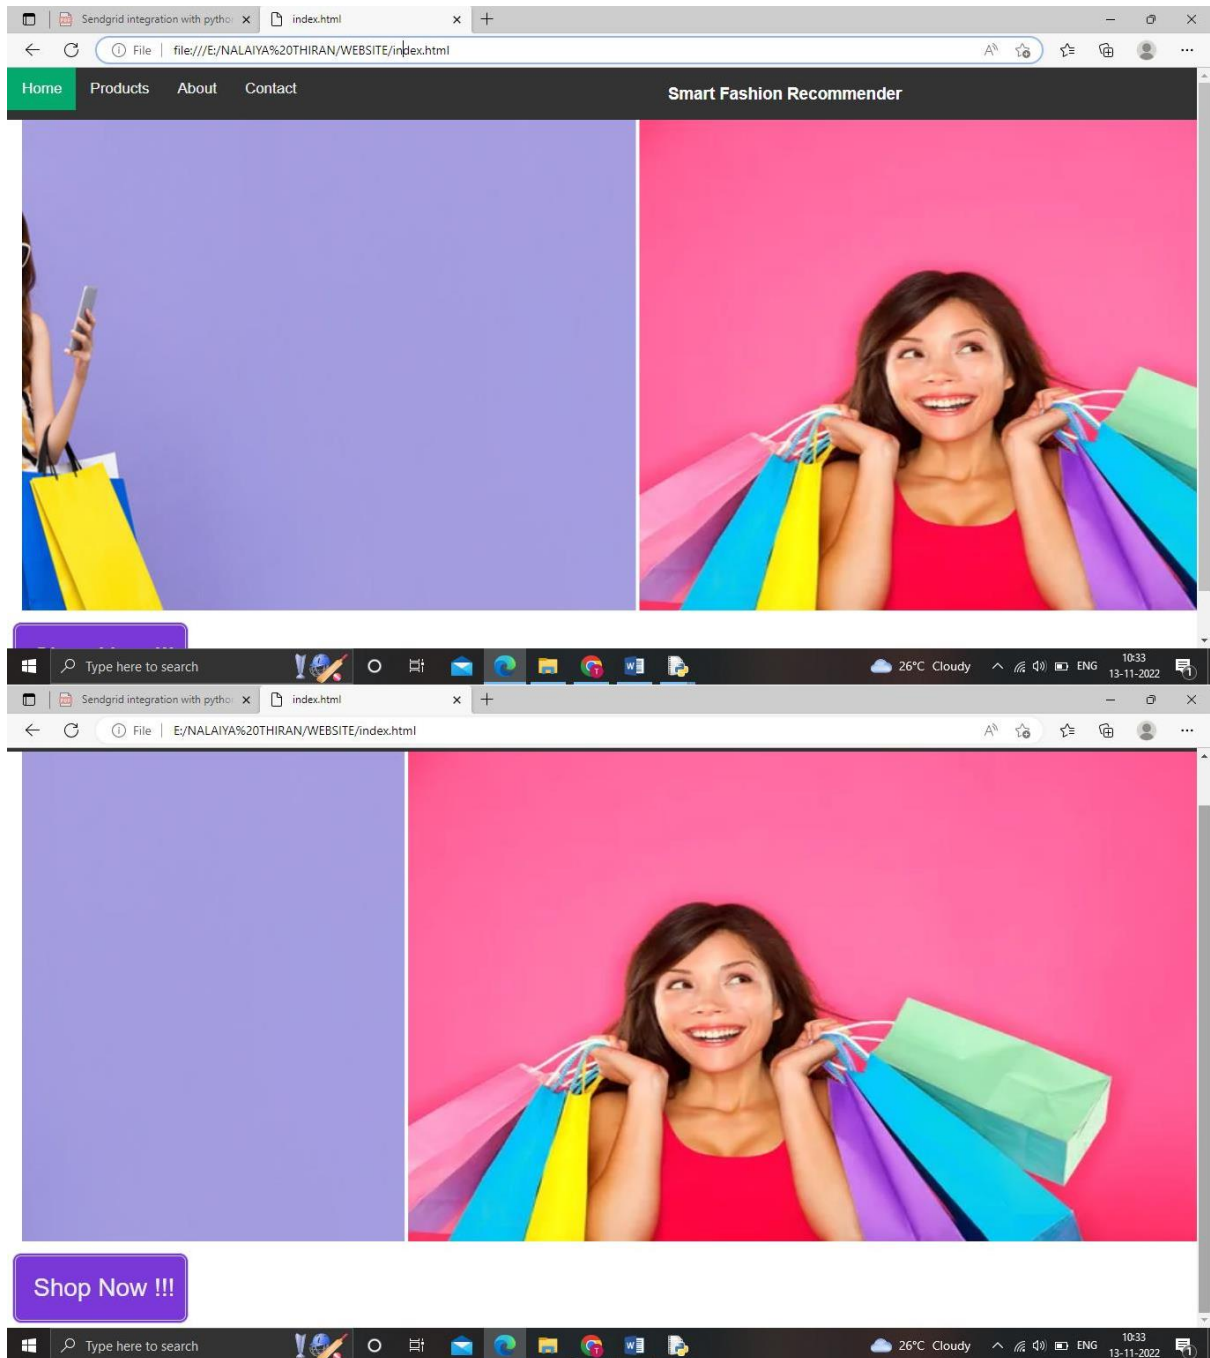 Sendgrid integration with pytho
index.html
File
file:///E:/NALAIYA%20THIRAN/WEBSITE/index.html
Home Products About Contact
Smart Fashion Recommender
Type here to search
26°C Cloudy
ENG
10:33
13-11-2022
1
Sendgrid integration with pytho
index.html
File
E:/NALAIYA%20THIRAN/WEBSITE/index.html
Shop Now !!!
Type here to search
26°C Cloudy
ENG
10:33
13-11-2022
1